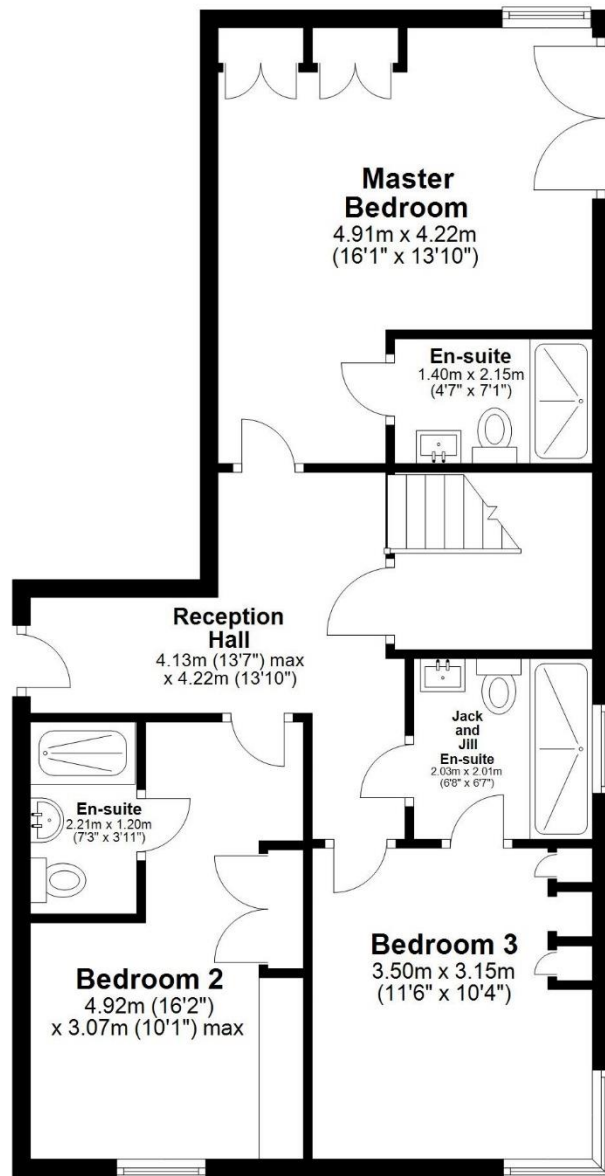 Master
Bedroom
4.91m x 4.22m
(16'1" x 13'10")
En-suite
1.40m x 2.15m
(4'7" x 7'1")
Reception
Hall
4.13m (13'7") max
x 4.22m (13'10")
Jack
and
Jill
En-suite
2.03m x 2.01m
(6'8" x 6'7")
En-suite
2.21m x 1.20m
(7'3" x 3'11")
Bedroom 2
4.92m (16'2")
x 3.07m (10'1") max
Bedroom 3
3.50m x 3.15m
(11'6" x 10'4")